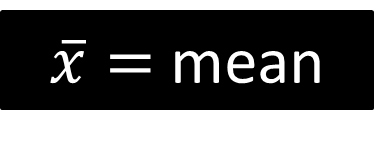 x̄ = mean